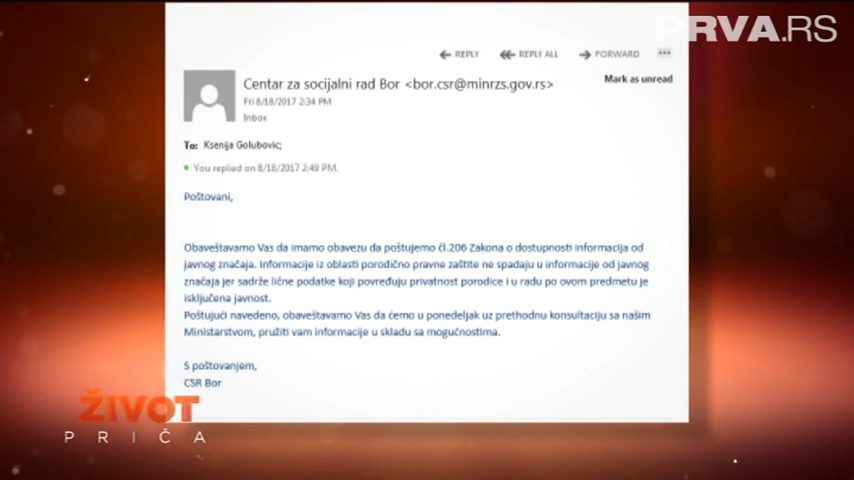 PRVA.RS
REPLY REPLY ALL FORWARD
Centar za socijalni rad Bor <bor.csr@minrzs.gov.rs>
Mark as unread
Fri 8/18/2017 2:34 PM
Inbox
To: Ksenija Golubovic;
You replied on 8/18/2017 2:49 PM.
Poštovani,
Obaveštavamo Vas da imamo obavezu da poštujemo čl.206 Zakona o dostupnosti informacija od
javnog značaja. Informacije iz oblasti porodično pravne zaštite ne spadaju u informacije od javnog
značaja jer sadrže lične podatke koji povređuju privatnost porodice i u radu po ovom predmetu je
isključena javnost.
Poštujući navedeno, obaveštavamo Vas da ćemo u ponedeljak uz prethodnu konsultaciju sa našim
Ministarstvom, pružiti vam informacije u skladu sa mogućnostima.
S poštovanjem,
CSR Bor
ŽIVOT
PRIČA